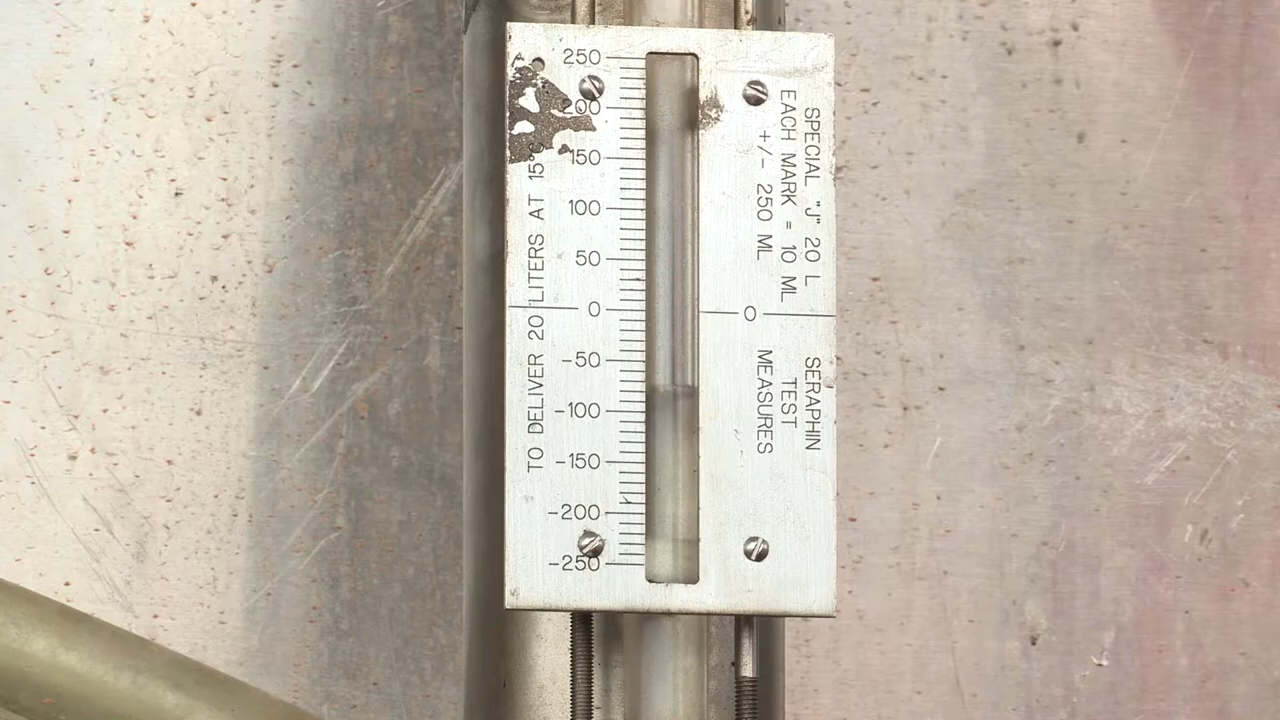 250
200
150
100
50
0
-50
-100
-150
-200
-250
TO DELIVER 20 LITERS AT 15°C
0
SPECIAL "J" 20 L
EACH MARK = 10 ML
+/- 250 ML
SERAPHIN
TEST
MEASURES